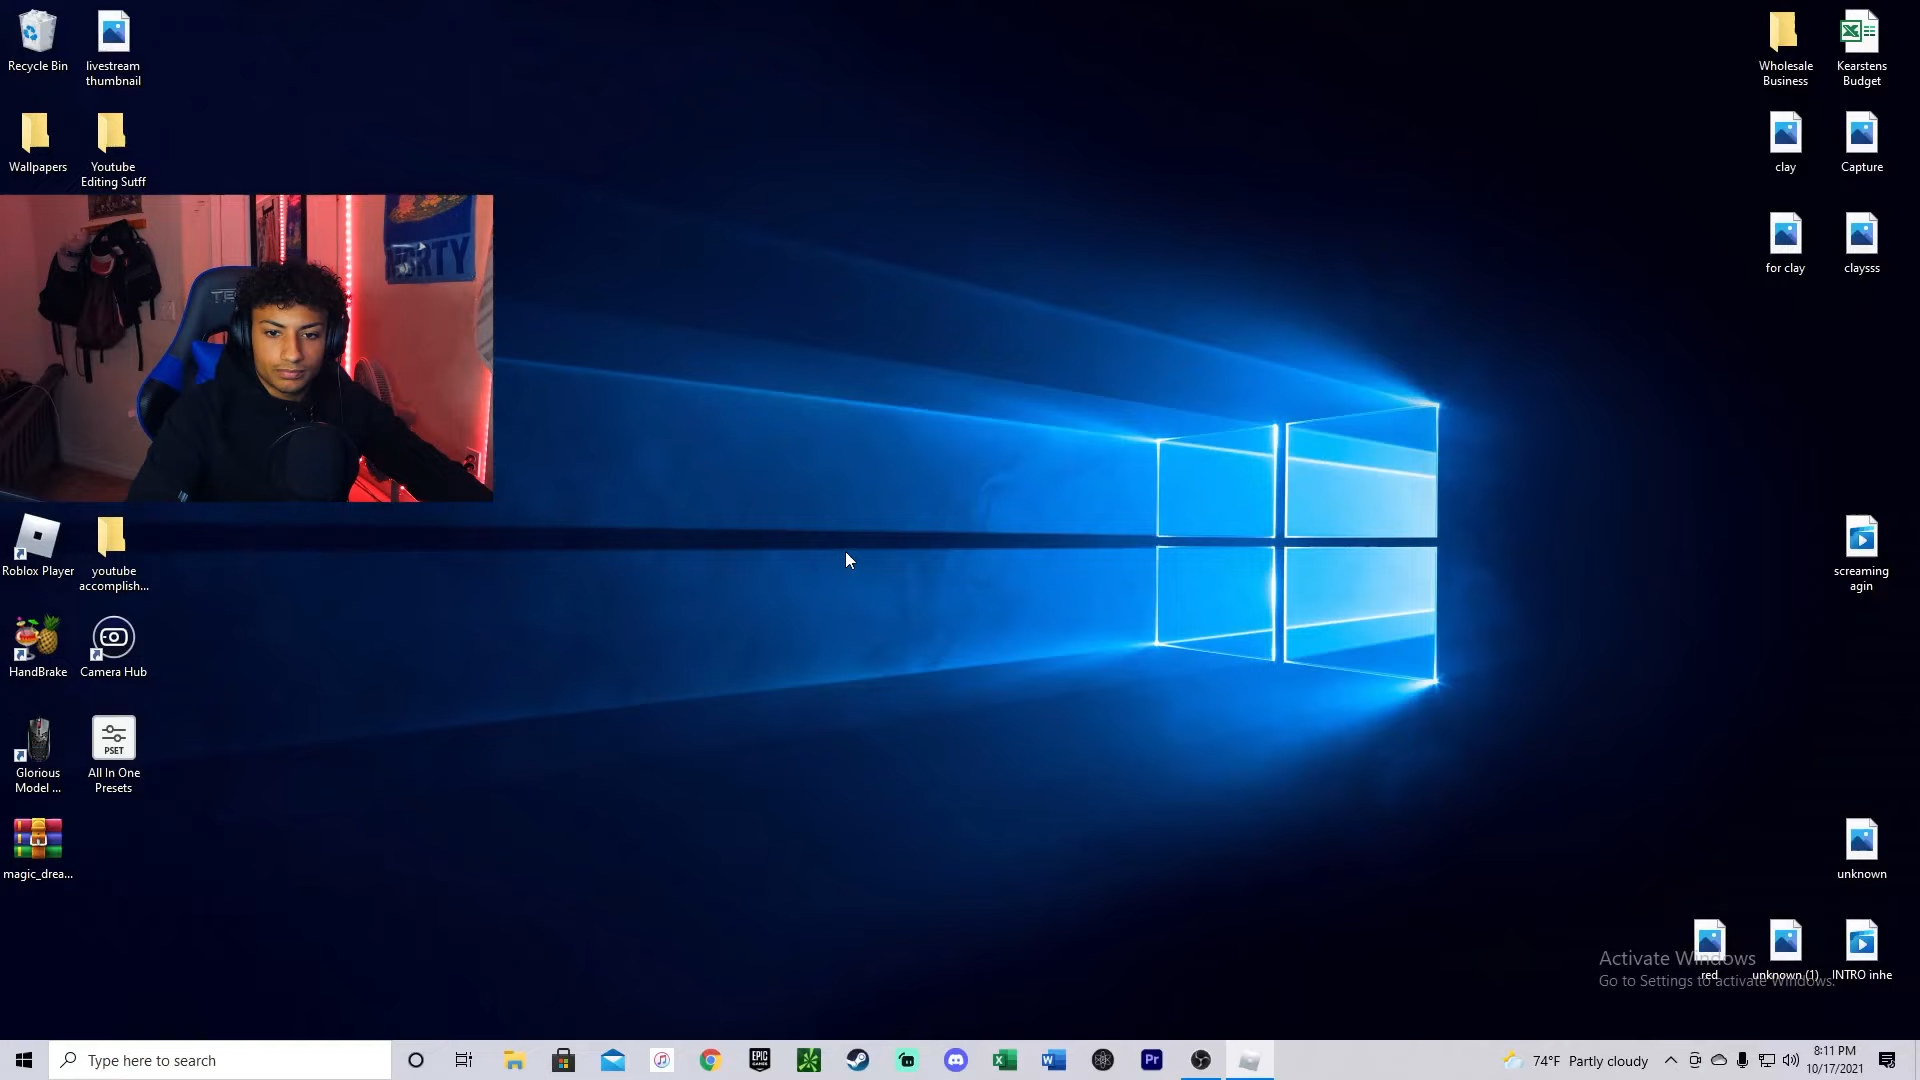 Recycle Bin
livestream
thumbnail
Wallpapers
Youtube
Editing Sutff
Roblox Player
youtube
accomplish...
HandBrake
Camera Hub
Glorious
Model ...
PSET
All In One
Presets
magic_drea...
Wholesale
Business
Kearstens
Budget
clay
Capture
for clay
claysss
screaming
agin
unknown
red
unknown (1)
INTRO inhe
Activate Windows
Go to Settings to activate Windows.
Type here to search
EPIC
GAMES
Pr
74°F Partly cloudy
8:11 PM
10/17/2021